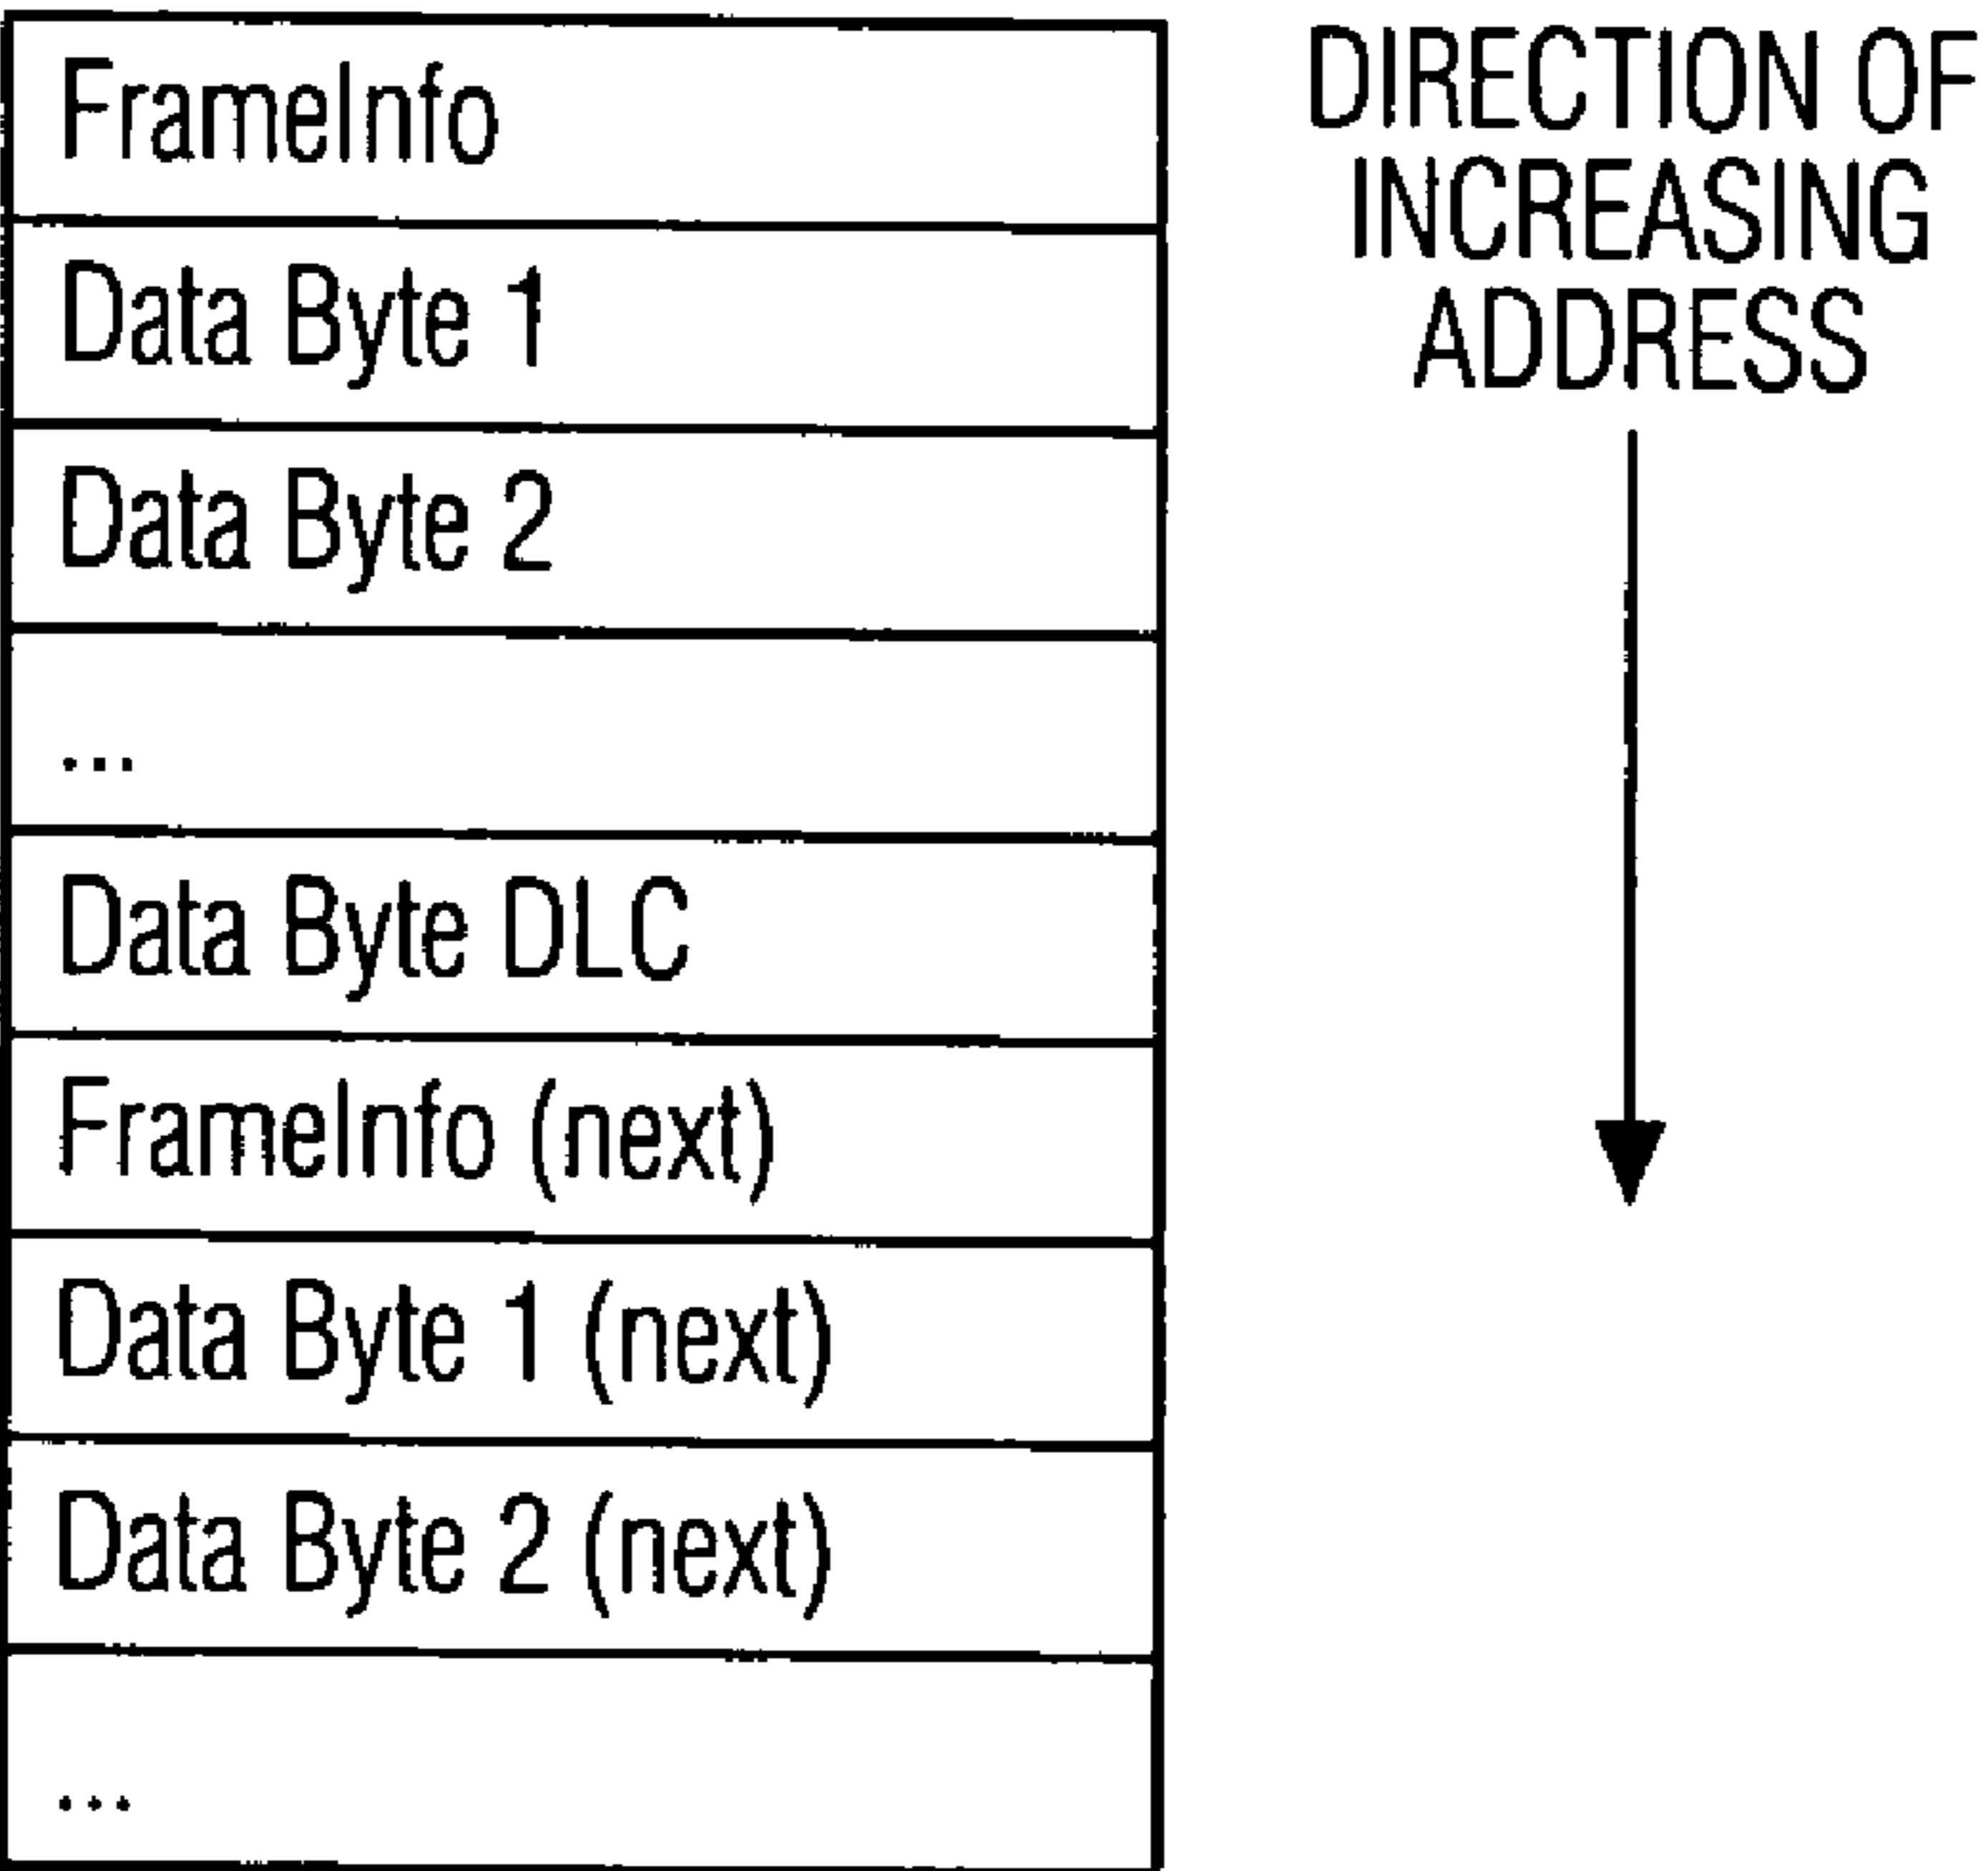 FrameInfo
Data Byte 1
Data Byte 2
...
Data Byte DLC
FrameInfo (next)
Data Byte 1 (next)
Data Byte 2 (next)
...
DIRECTION OF
INCREASING
ADDRESS